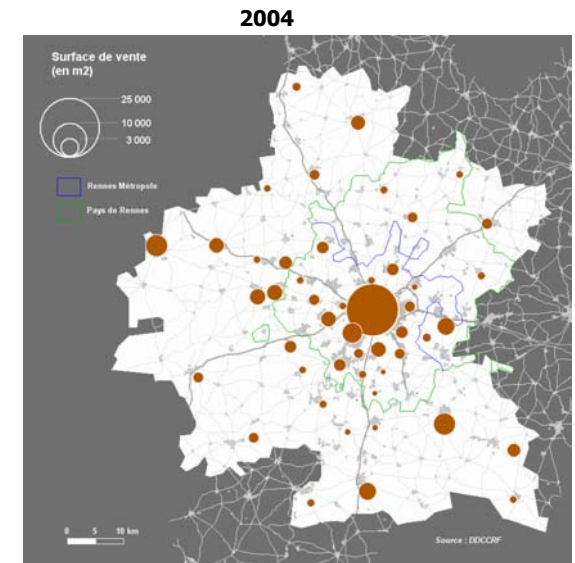 2004
Surface de vente
(en m2)
25 000
10 000
3 000
Rennes Métropole
Pays de Rennes
0 5 10 km
Source : DDCCRF